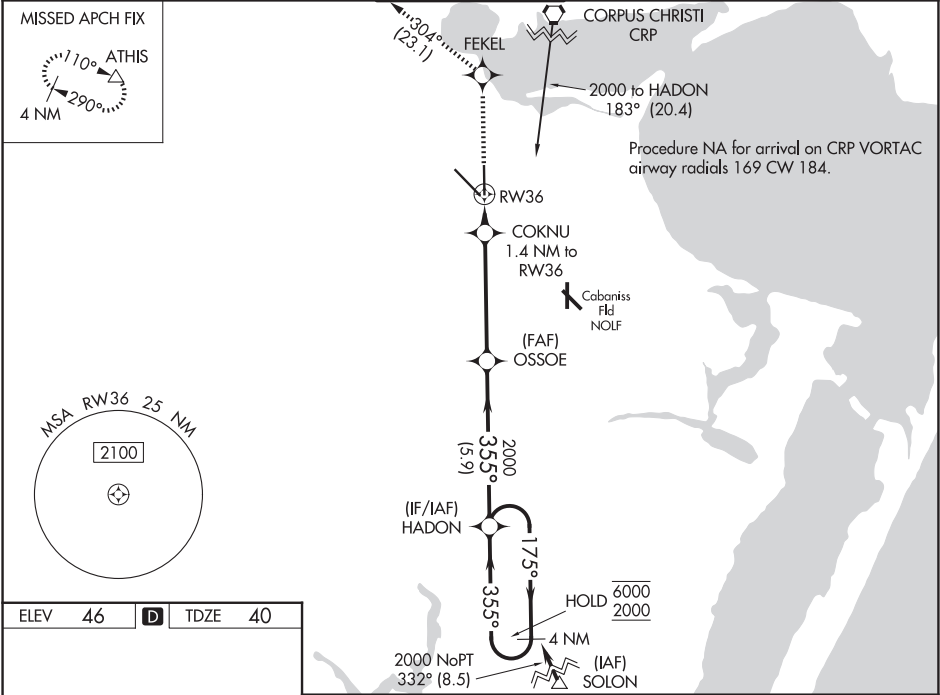 MISSED APCH FIX
ATHIS
110°
290°
4 NM
304°
(23.1)
FEKEL
CORPUS CHRISTI
CRP
2000 to HADON
183° (20.4)
Procedure NA for arrival on CRP VORTAC
airway radials 169 CW 184.
RW36
COKNU
1.4 NM to
RW36
Cabaniss
Fld
NOLF
(FAF)
OSSOE
MSA RW36 25 NM
2100
2000
355°
(5.9)
(IF/IAF)
HADON
175°
355°
HOLD
6000
2000
4 NM
2000 NoPT
332° (8.5)
(IAF)
SOLON
ELEV 46 D TDZE 40